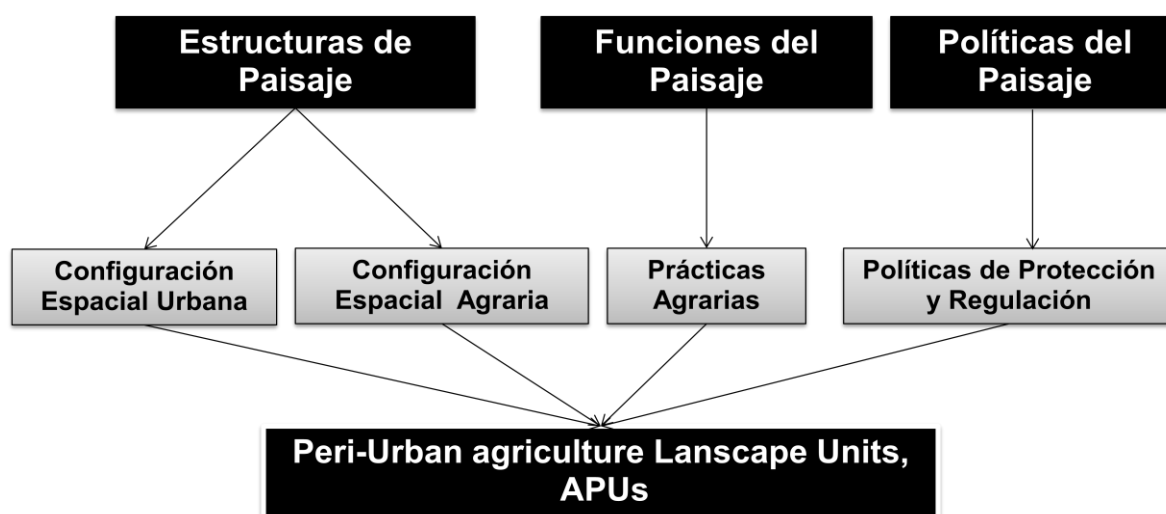 Estructuras de
Paisaje
Funciones del
Paisaje
Políticas del
Paisaje
Configuración
Espacial Urbana
Configuración
Espacial Agraria
Prácticas
Agrarias
Políticas de Protección
y Regulación
Peri-Urban agriculture Lanscape Units,
APUs